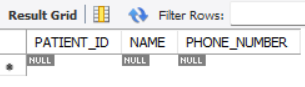 Result Grid Filter Rows:
PATIENT_ID NAME PHONE_NUMBER
NULL NULL NULL